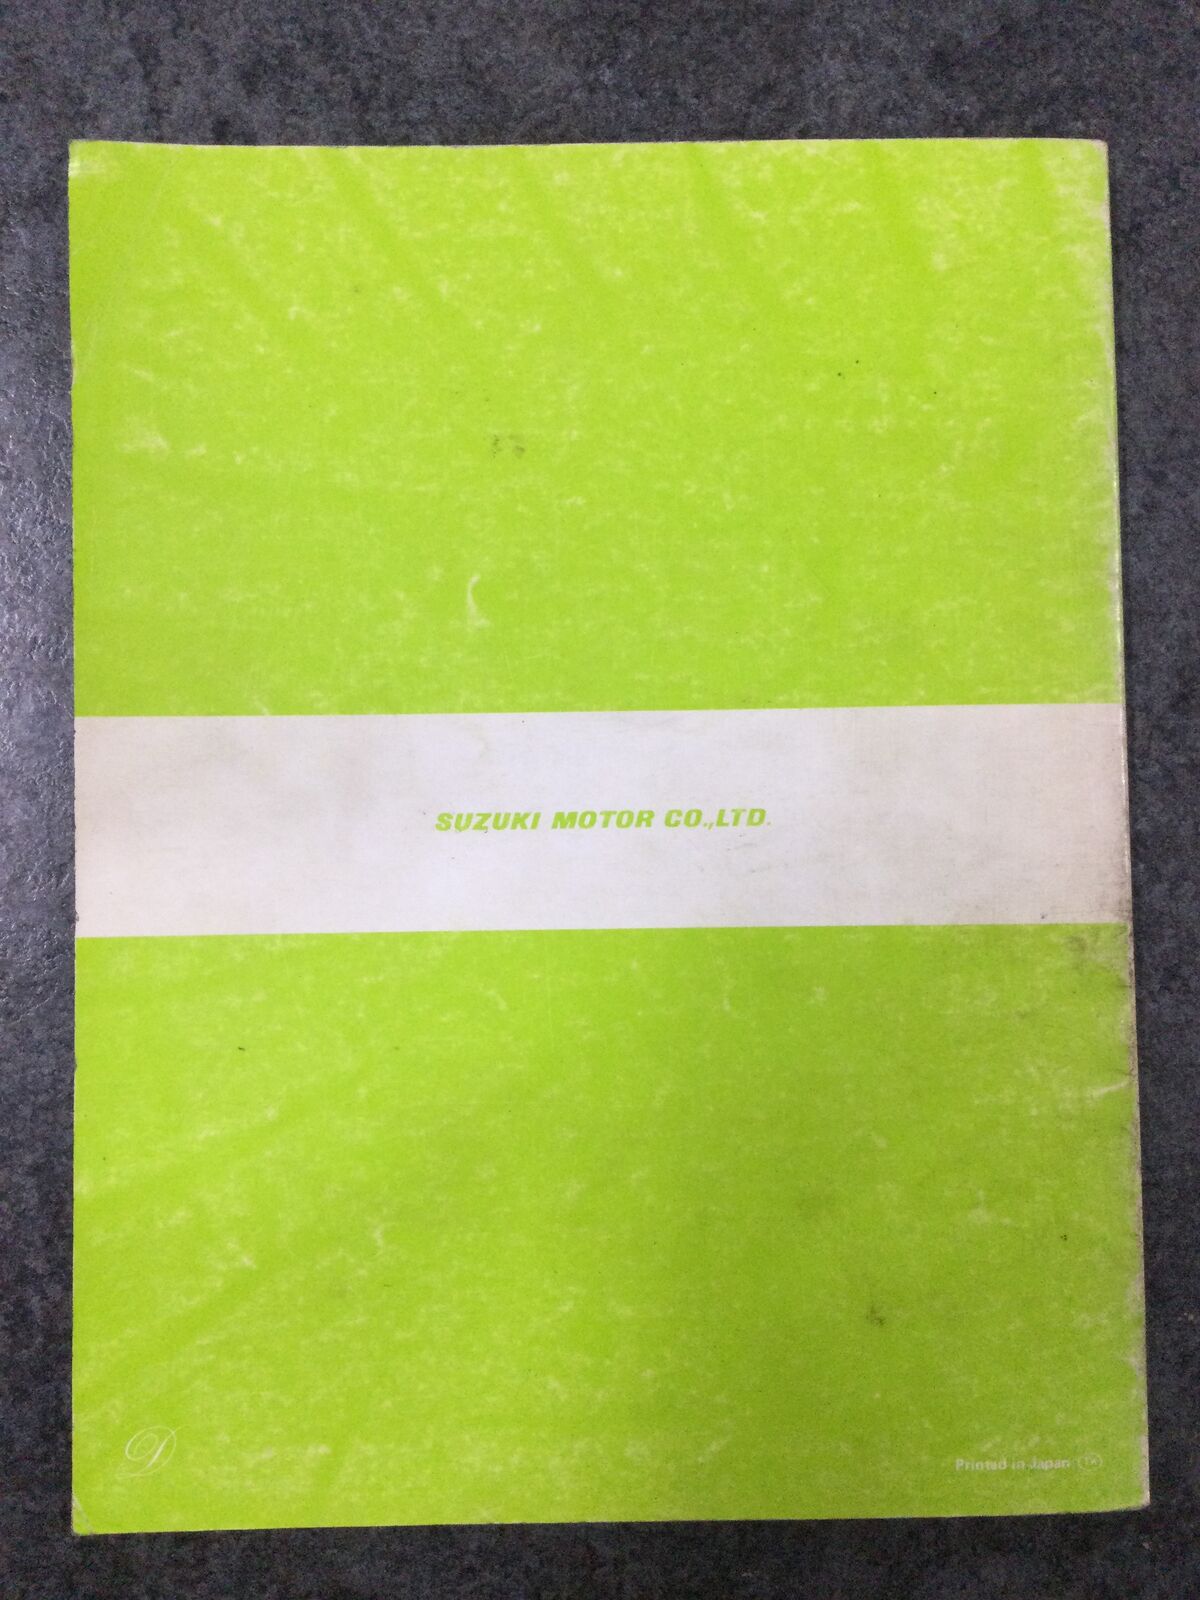 SUZUKI MOTOR CO.,LTD.
D
Printed in Japan